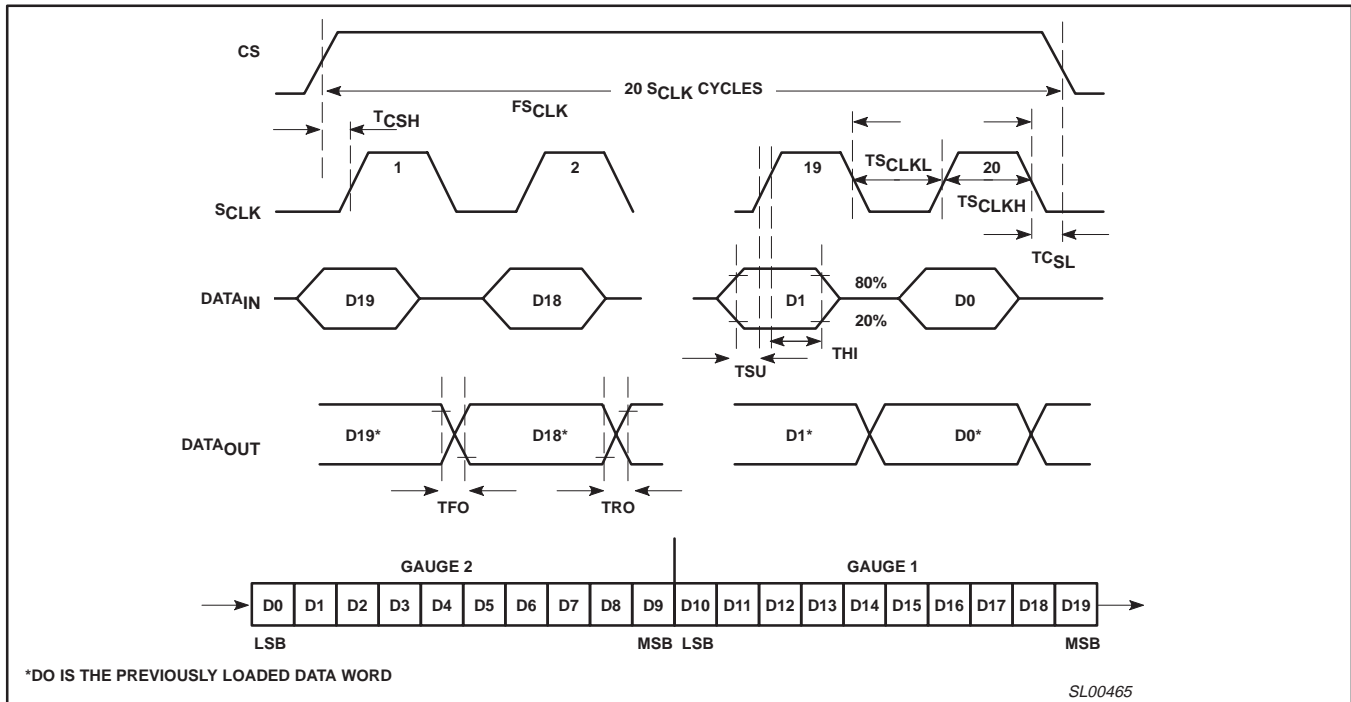 CS
20 SCLK CYCLES
FSCLK
TCSH
1
2
19
TSCLKL
20
SCLK
TSCLKH
TCSL
DATAIN
D19
D18
D1
80%
D0
20%
THI
TSU
DATAOUT
D19*
D18*
D1*
D0*
TFO
TRO
GAUGE 2
GAUGE 1
D0 D1 D2 D3 D4 D5 D6 D7 D8 D9 D10 D11 D12 D13 D14 D15 D16 D17 D18 D19
LSB MSB LSB MSB
*DO IS THE PREVIOUSLY LOADED DATA WORD
SL00465